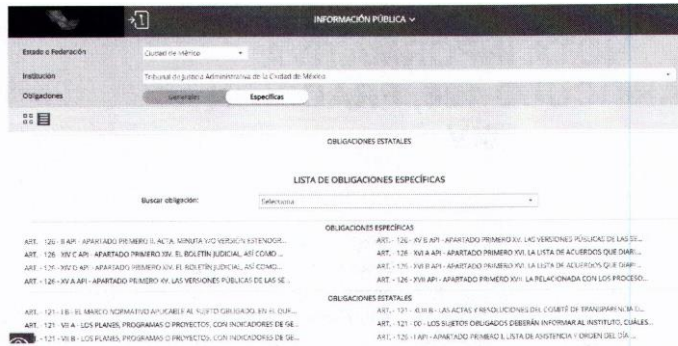 INFORMACIÓN PÚBLICA
Estado o Federación
Ciudad de México
Institución
Tribunal de Justicia Administrativa de la Ciudad de México
Obligaciones
Generales
Específicas
OBLIGACIONES ESTATALES
LISTA DE OBLIGACIONES ESPECÍFICAS
Buscar obligación:
Selecciona
OBLIGACIONES ESPECÍFICAS
ART. - 126 - II API - APARTADO PRIMERO II. ACTA, MINUTA Y/O VERSIÓN ESTENOGR...
ART. - 126 - XV B API - APARTADO PRIMERO XV. LAS VERSIONES PÚBLICAS DE LAS SE...
ART. - 126 - XIV C API - APARTADO PRIMERO XIV. EL BOLETÍN JUDICIAL, ASÍ COMO ...
ART. - 126 - XVI A API - APARTADO PRIMERO XVI. LA LISTA DE ACUERDOS QUE DIARI...
ART. - 126 - XIV D API - APARTADO PRIMERO XIV. EL BOLETÍN JUDICIAL, ASÍ COMO ...
ART. - 126 - XVI B API - APARTADO PRIMERO XVI. LA LISTA DE ACUERDOS QUE DIARI...
ART. - 126 - XV A API - APARTADO PRIMERO XV. LAS VERSIONES PÚBLICAS DE LAS SE...
ART. - 126 - XVII API - APARTADO PRIMERO XVII. LA RELACIONADA CON LOS PROCESO...
OBLIGACIONES ESTATALES
ART. - 121 - I B - EL MARCO NORMATIVO APLICABLE AL SUJETO OBLIGADO, EN EL QUE...
ART. - 121 - B - LAS ACTAS Y RESOLUCIONES DEL COMITÉ DE TRANSPARENCIA D...
ART. - 121 - VII A - LOS PLANES, PROGRAMAS O PROYECTOS, CON INDICADORES DE GE...
ART. - 121 - 00 - LOS SUJETOS OBLIGADOS DEBERÁN INFORMAR AL INSTITUTO, CUÁLES...
- 121 - VII B - LOS PLANES, PROGRAMAS O PROYECTOS, CON INDICADORES DE GE...
ART. - 126 - I API - APARTADO PRIMERO I. LISTA DE ASISTENCIA Y ORDEN DEL DÍA ...